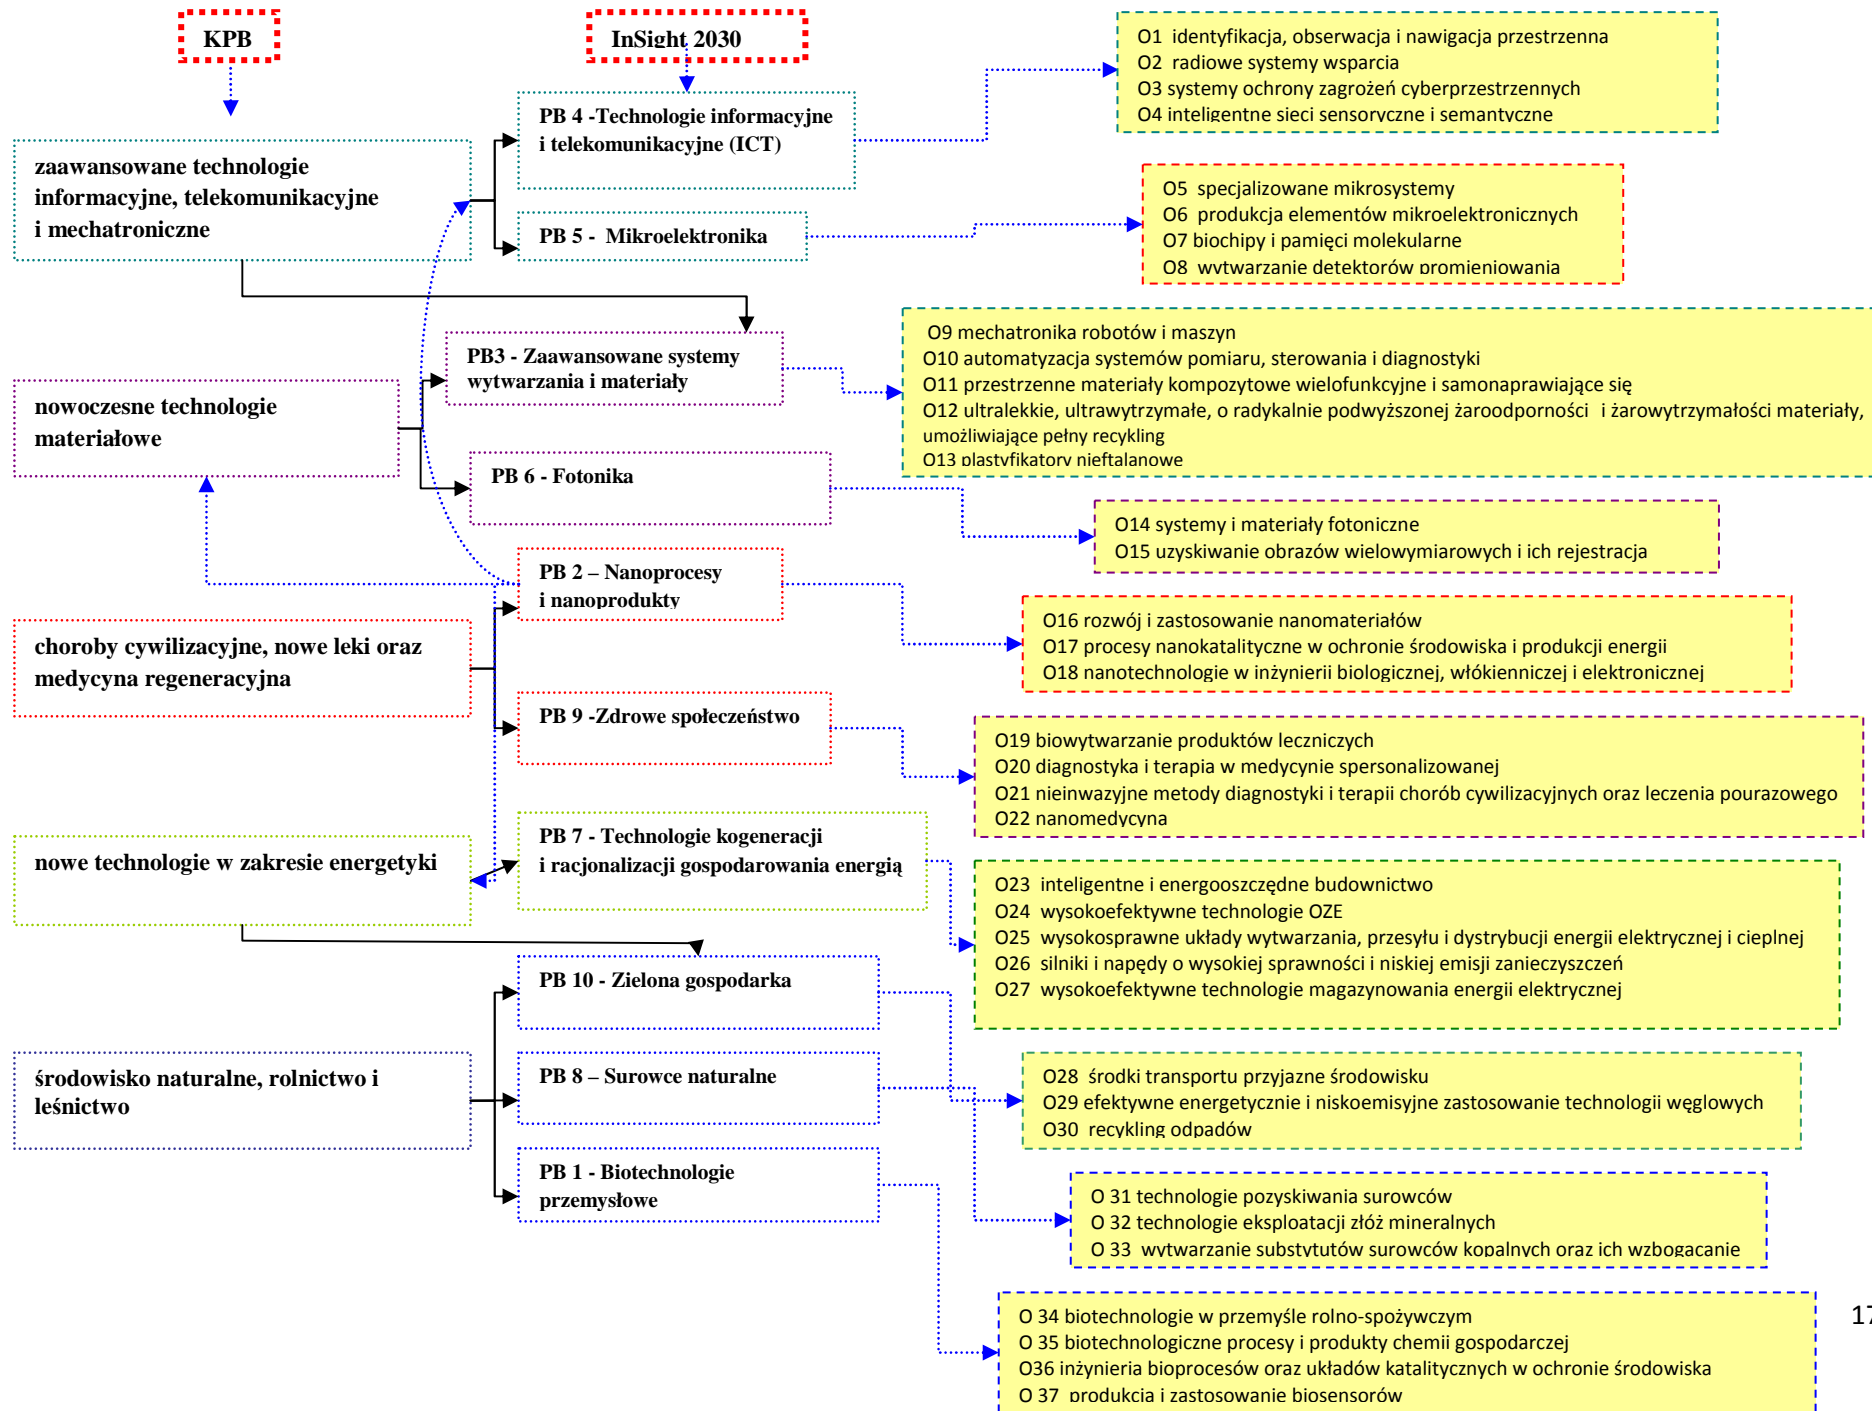 KPB
InSight 2030
zaawansowane technologie
informacyjne, telekomunikacyjne
i mechatroniczne
nowoczesne technologie
materiałowe
choroby cywilizacyjne, nowe leki oraz
medycyna regeneracyjna
nowe technologie w zakresie energetyki
środowisko naturalne, rolnictwo i
leśnictwo
PB 4 -Technologie informacyjne
i telekomunikacyjne (ICT)
PB 5 - Mikroelektronika
PB3 - Zaawansowane systemy
wytwarzania i materiały
PB 6 - Fotonika
PB 2 – Nanoprocesy
i nanoprodukty
PB 9 -Zdrowe społeczeństwo
PB 7 - Technologie kogeneracji
i racjonalizacji gospodarowania energią
PB 10 - Zielona gospodarka
PB 8 – Surowce naturalne
PB 1 - Biotechnologie
przemysłowe
O1 identyfikacja, obserwacja i nawigacja przestrzenna
O2 radiowe systemy wsparcia
O3 systemy ochrony zagrożeń cyberprzestrzennych
O4 inteligentne sieci sensoryczne i semantyczne
O5 specjalizowane mikrosystemy
O6 produkcja elementów mikroelektronicznych
O7 biochipy i pamięci molekularne
O8 wytwarzanie detektorów promieniowania
O9 mechatronika robotów i maszyn
O10 automatyzacja systemów pomiaru, sterowania i diagnostyki
O11 przestrzenne materiały kompozytowe wielofunkcyjne i samonaprawiające się
O12 ultralekkie, ultrawytrzymałe, o radykalnie podwyższonej żaroodporności i żarowytrzymałości materiały,
umożliwiające pełny recykling
O13 plastyfikatory nieftalanowe
O14 systemy i materiały fotoniczne
O15 uzyskiwanie obrazów wielowymiarowych i ich rejestracja
O16 rozwój i zastosowanie nanomateriałów
O17 procesy nanokatalityczne w ochronie środowiska i produkcji energii
O18 nanotechnologie w inżynierii biologicznej, włókienniczej i elektronicznej
O19 biowytwarzanie produktów leczniczych
O20 diagnostyka i terapia w medycynie spersonalizowanej
O21 nieinwazyjne metody diagnostyki i terapii chorób cywilizacyjnych oraz leczenia pourazowego
O22 nanomedycyna
O23 inteligentne i energooszczędne budownictwo
O24 wysokoefektywne technologie OZE
O25 wysokosprawne układy wytwarzania, przesyłu i dystrybucji energii elektrycznej i cieplnej
O26 silniki i napędy o wysokiej sprawności i niskiej emisji zanieczyszczeń
O27 wysokoefektywne technologie magazynowania energii elektrycznej
O28 środki transportu przyjazne środowisku
O29 efektywne energetycznie i niskoemisyjne zastosowanie technologii węglowych
O30 recykling odpadów
O 31 technologie pozyskiwania surowców
O 32 technologie eksploatacji złóż mineralnych
O 33 wytwarzanie substytutów surowców kopalnych oraz ich wzbogacanie
O 34 biotechnologie w przemyśle rolno-spożywczym
O 35 biotechnologiczne procesy i produkty chemii gospodarczej
O36 inżynieria bioprocesów oraz układów katalitycznych w ochronie środowiska
O 37 produkcja i zastosowanie biosensorów
17